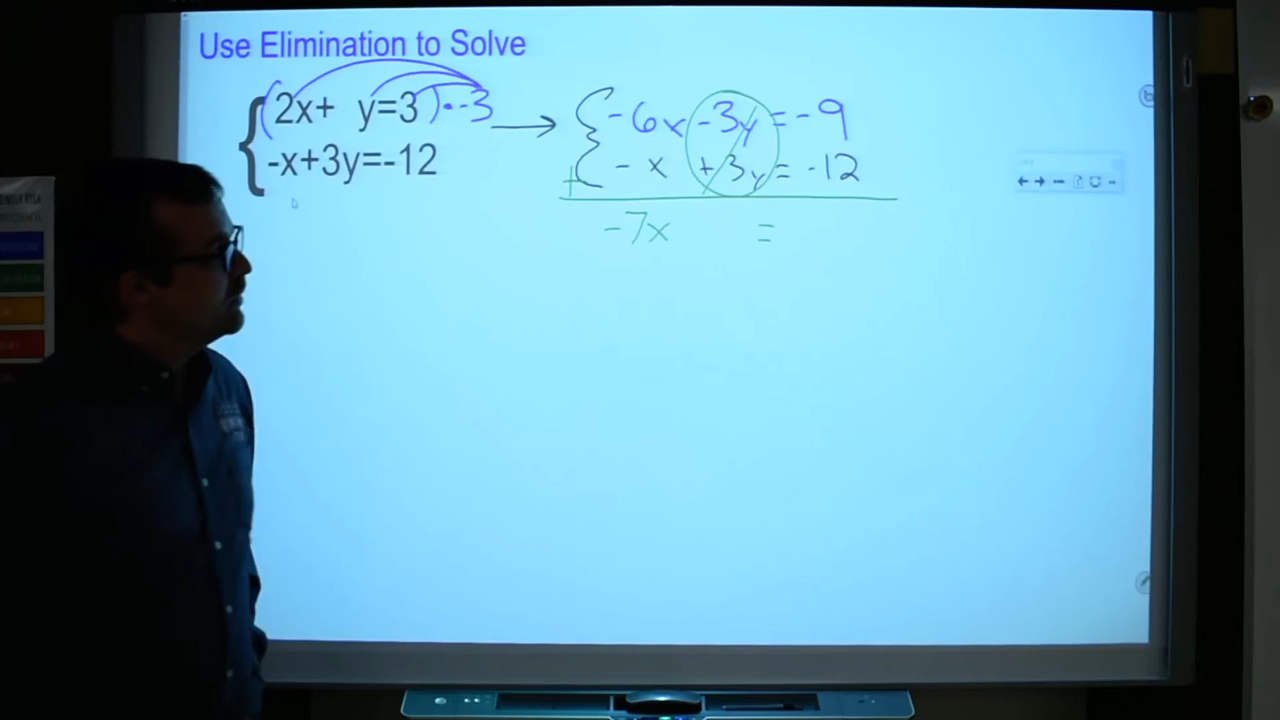 Use Elimination to Solve
(2x+ y=3)·-3
-x+3y=-12
-6x -3y = -9
+ -x +3y = -12
-7x =